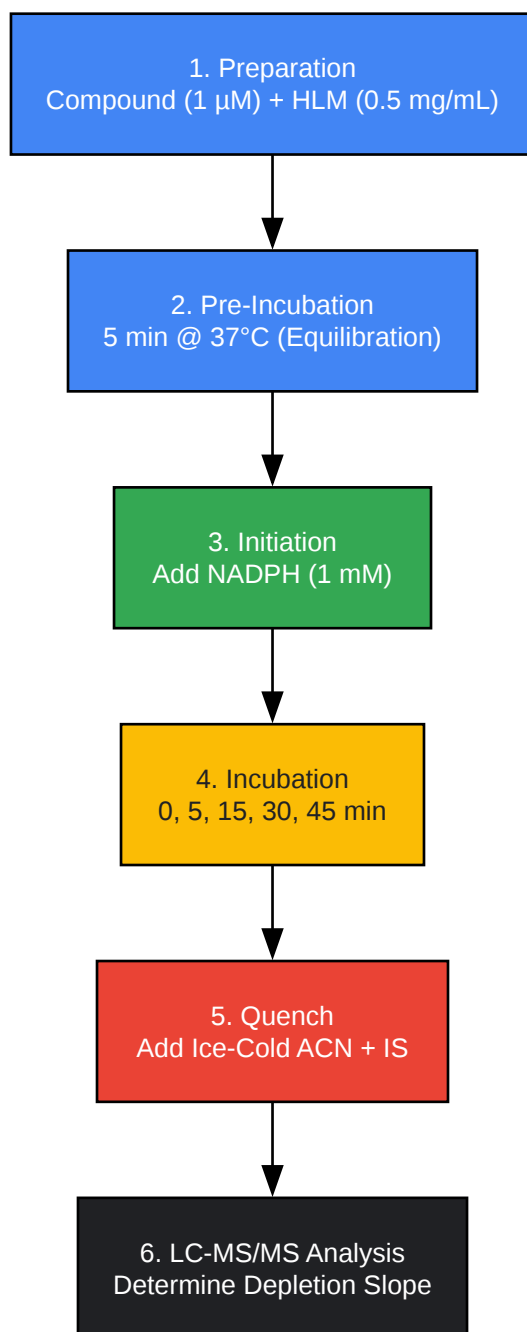 1. Preparation
Compound (1 µM) + HLM (0.5 mg/mL)
2. Pre-Incubation
5 min @ 37°C (Equilibration)
3. Initiation
Add NADPH (1 mM)
4. Incubation
0, 5, 15, 30, 45 min
5. Quench
Add Ice-Cold ACN + IS
6. LC-MS/MS Analysis
Determine Depletion Slope